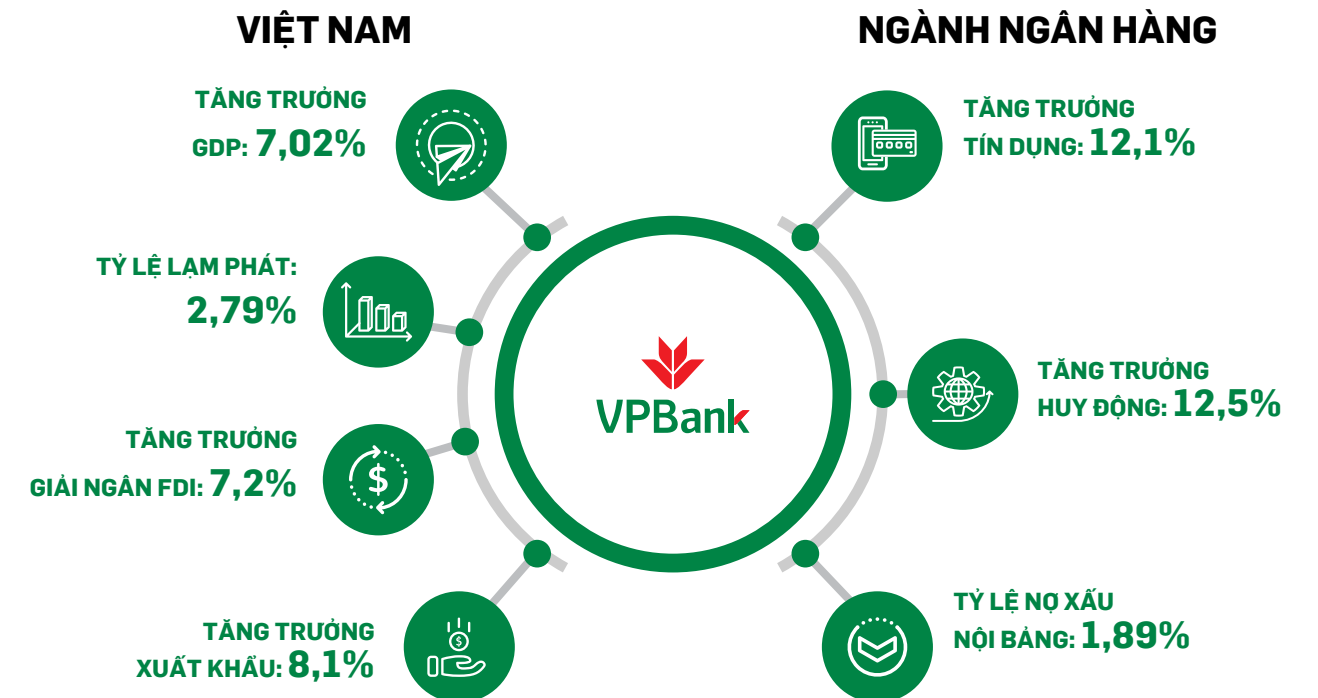 VIỆT NAM
TĂNG TRƯỞNG
GDP: 7,02%
TỶ LỆ LẠM PHÁT:
2,79%
TĂNG TRƯỞNG
GIẢI NGÂN FDI: 7,2%
$
TĂNG TRƯỞNG
XUẤT KHẨU: 8,1%
$
VPBank
NGÀNH NGÂN HÀNG
TĂNG TRƯỞNG
TÍN DỤNG: 12,1%
TĂNG TRƯỞNG
HUY ĐỘNG: 12,5%
TỶ LỆ NỢ XẤU
NỘI BẢNG: 1,89%